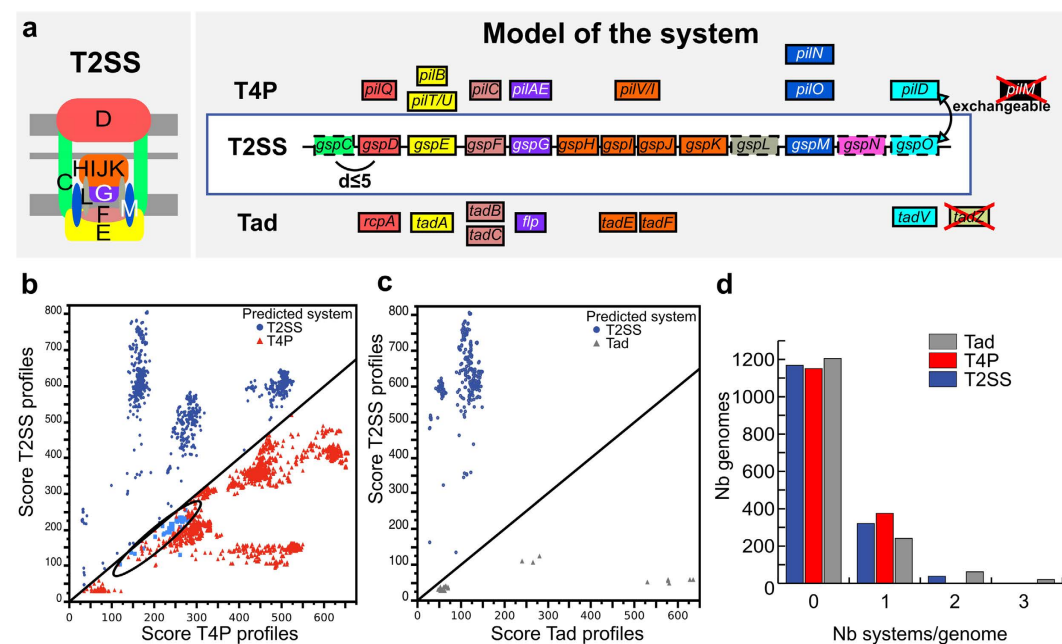 a
T2SS
D
HIJK
C
L
G
M
F
E
Model of the system
pilN
T4P
pilQ
pilB
pilT/U
pilC
pilAE
pilV/I
pilO
pilD
pilM
exchangeable
T2SS
gspC
gspD
gspE
gspF
gspG
gspH
gspI
gspJ
gspK
gspL
gspM
gspN
gspO
d≤5
Tad
rcpA
tadA
tadB
tadC
flp
tadE
tadF
tadV
tadZ
b
Score T2SS profiles
800
700
600
500
400
300
200
100
0
Predicted system
T2SS
T4P
0 100 200 300 400 500 600
Score T4P profiles
c
Score T2SS profiles
800
700
600
500
400
300
200
100
0
Predicted system
T2SS
Tad
0 100 200 300 400 500 600
Score Tad profiles
d
Nb genomes
1200
1000
800
600
400
200
0
Tad
T4P
T2SS
0 1 2 3
Nb systems/genome